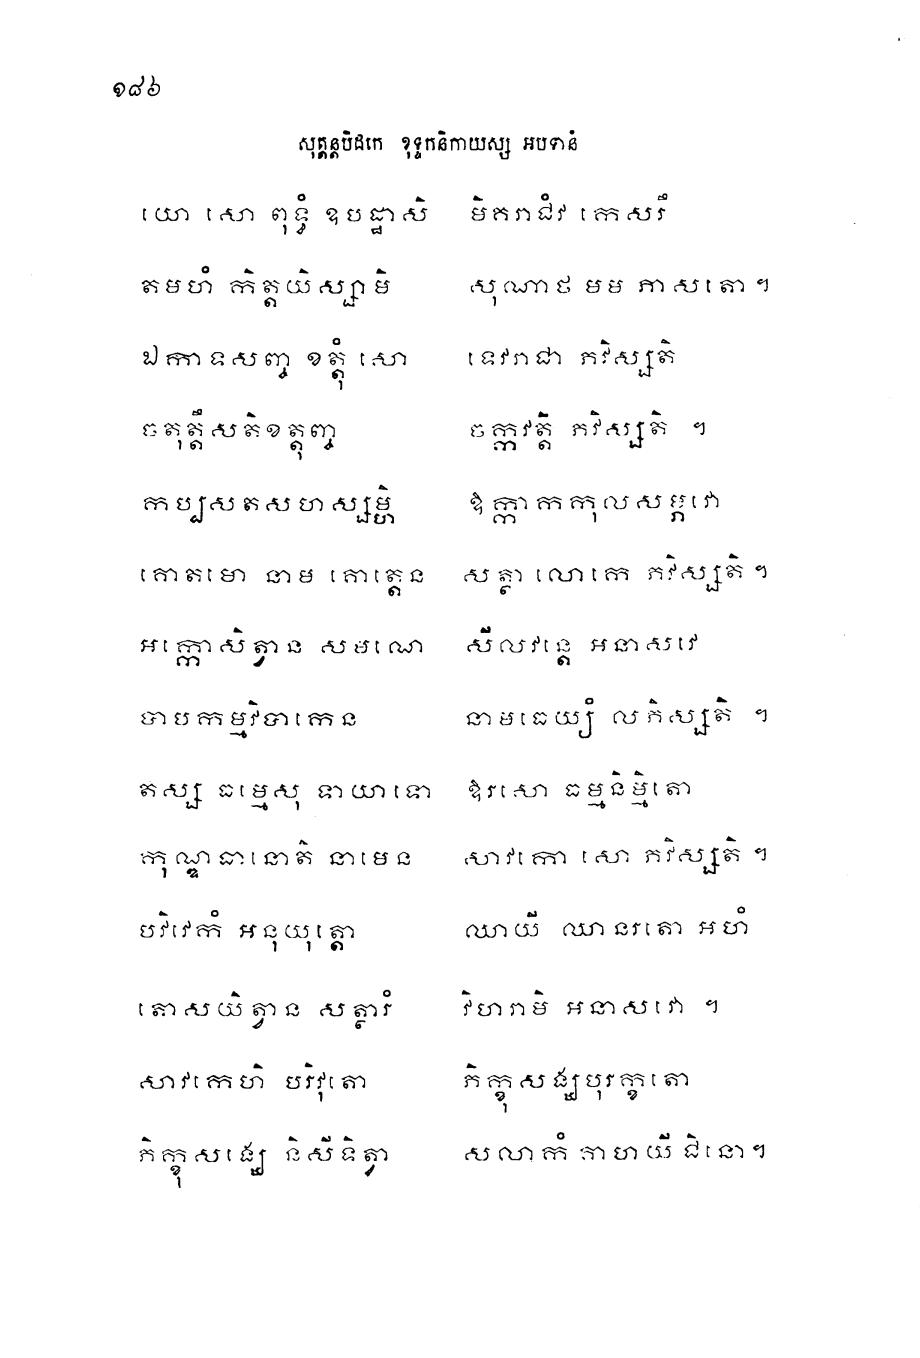 ១៨៦
សុត្តន្តបិដកេ ខុទ្ទកនិកាយស្ស អបទានំ
យោ សោ ពុទ្ធំ ឧបដ្ឋាសិ មិគរាជំវ កេសរឹ
តមហំ កិត្តយិស្សាមិ សុណាថ មម ភាសតោ ។
ឯកាទសញ្ច ខត្តុំ សោ ទេវរាជា ភវិស្សតិ
ចតុត្តឹសតិខត្តុញ្ច ចក្កវត្តី ភវិស្សតិ ។
កប្បសតសហស្សម្ហិ ឱក្កាកកុលសម្ភវោ
គោតមោ នាម គោត្តេន សត្ថា លោកេ ភវិស្សតិ ។
អក្កោសិត្វាន សមណេ សីលវន្តេ អនាសវេ
បាបកម្មវិបាកេន នាមធេយ្យំ លភិស្សតិ ។
តស្ស ធម្មេសុ ទាយាទោ ឱរសោ ធម្មនិម្មិតោ
កុណ្ឌធានោតិ នាមេន សាវកោ សោ ភវិស្សតិ ។
បវិវេកំ អនុយុត្តោ ឈាយី ឈានរតោ អហំ
តោសយិត្វាន សត្ថារំ វិហរាមិ អនាសវោ ។
សាវកេហិ បរិវុតោ ភិក្ខុសង្ឃបុរក្ខតោ
ភិក្ខុសង្ឃេ និសីទិត្វា សលាកំ គាហយី ជិនោ ។